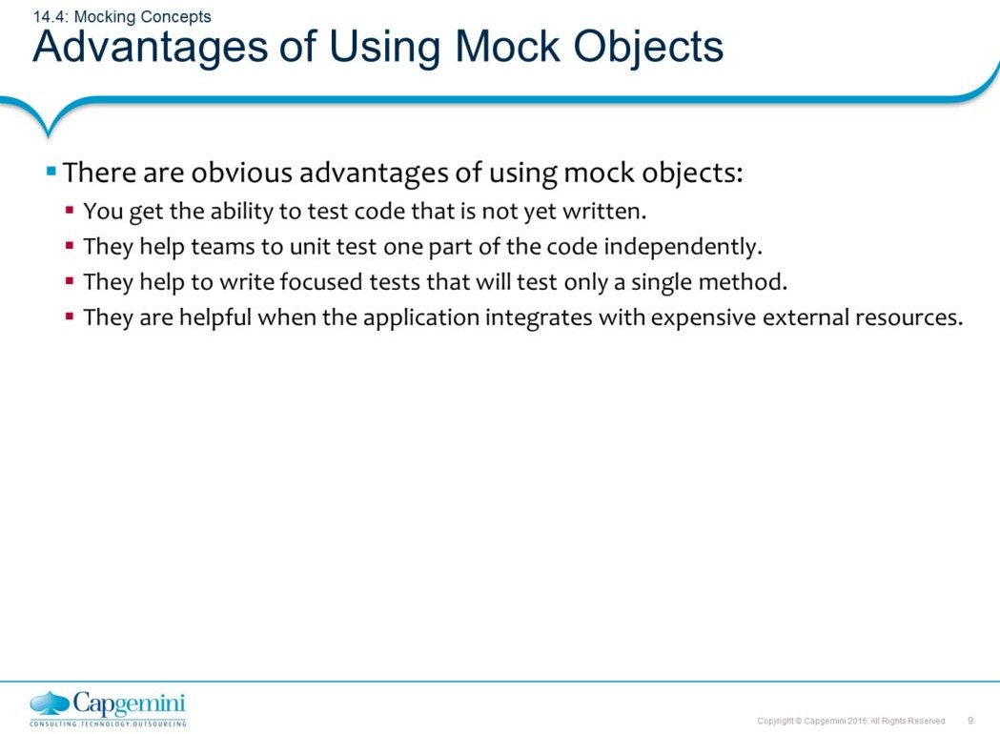 14.4: Mocking Concepts
Advantages of Using Mock Objects
There are obvious advantages of using mock objects:
You get the ability to test code that is not yet written.
They help teams to unit test one part of the code independently.
They help to write focused tests that will test only a single method.
They are helpful when the application integrates with expensive external resources.
Capgemini
CONSULTING.TECHNOLOGY.OUTSOURCING
Copyright © Capgemini 2015. All Rights Reserved 9